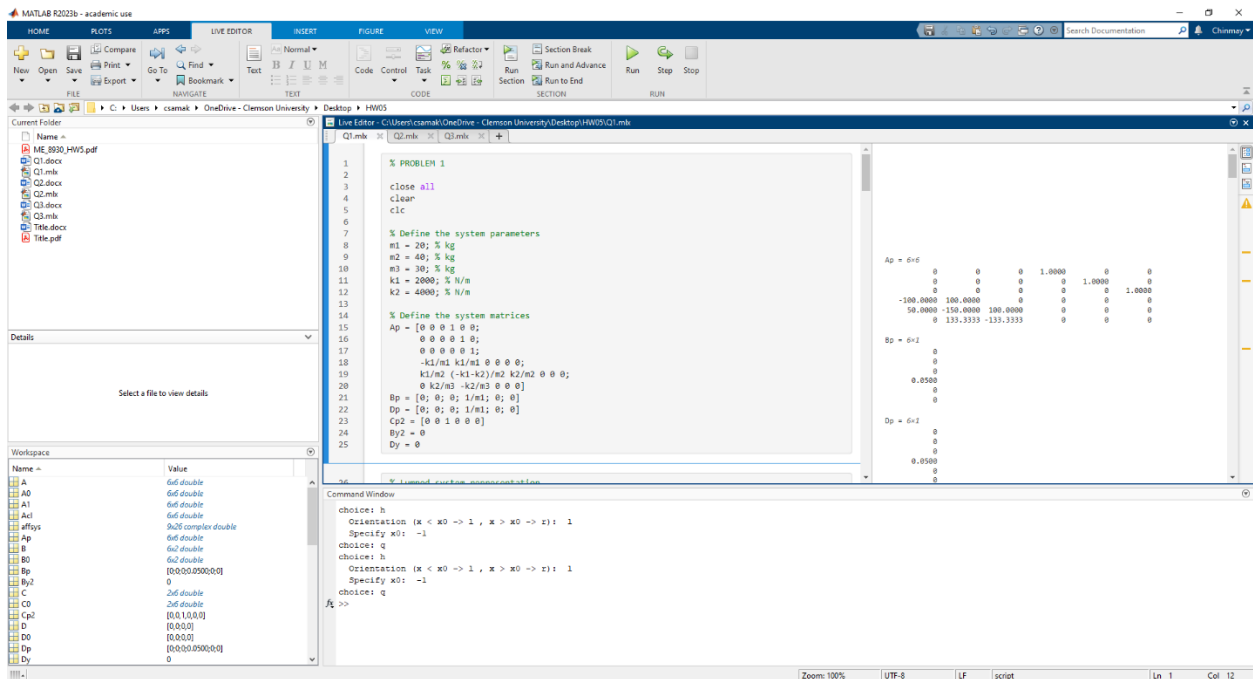 MATLAB R2023b - academic use
HOME PLOTS APPS LIVE EDITOR INSERT FIGURE VIEW Search Documentation Chinmay
New Open Save Compare Print Export
Go To Find Bookmark
Text Normal B I U M
Code Control Task Refactor
Run Section Section Break Run and Advance Run to End
Run Step Stop
FILE NAVIGATE TEXT CODE SECTION RUN
C: Users csamak OneDrive - Clemson University Desktop HW05
Current Folder
Name
ME_8930_HW5.pdf
Q1.docx
Q1.mlx
Q2.docx
Q2.mlx
Q3.docx
Q3.mlx
Title.docx
Title.pdf
Details
Select a file to view details
Workspace
Name Value
A 6x6 double
A0 6x6 double
A1 6x6 double
Acl 6x6 double
affsys 9x26 complex double
Ap 6x6 double
B 6x2 double
B0 6x2 double
Bp [0;0;0;0.0500;0;0]
By2 0
C 2x6 double
C0 2x6 double
Cp2 [0,0,1,0,0,0]
D [0,0;0,0]
D0 [0,0;0,0]
Dp [0;0;0;0.0500;0;0]
Dy 0
Live Editor - C:\Users\csamak\OneDrive - Clemson University\Desktop\HW05\Q1.mlx
Q1.mlx Q2.mlx Q3.mlx
1 % PROBLEM 1
2
3 close all
4 clear
5 clc
6
7 % Define the system parameters
8 m1 = 20; % kg
9 m2 = 40; % kg
10 m3 = 30; % kg
11 k1 = 2000; % N/m
12 k2 = 4000; % N/m
13
14 % Define the system matrices
15 Ap = [0 0 0 1 0 0;
16 0 0 0 0 1 0;
17 0 0 0 0 0 1;
18 -k1/m1 k1/m1 0 0 0 0;
19 k1/m2 (-k1-k2)/m2 k2/m2 0 0 0;
20 0 k2/m3 -k2/m3 0 0 0]
21 Bp = [0; 0; 0; 1/m1; 0; 0]
22 Dp = [0; 0; 0; 1/m1; 0; 0]
23 Cp2 = [0 0 1 0 0 0]
24 By2 = 0
25 Dy = 0
26 % Lumped system representation
Ap = 6×6
0 0 0 1.0000 0 0
0 0 0 0 1.0000 0
0 0 0 0 0 1.0000
-100.0000 100.0000 0 0 0 0
50.0000 -150.0000 100.0000 0 0 0
0 133.3333 -133.3333 0 0 0
Bp = 6×1
0
0
0
0.0500
0
0
Dp = 6×1
0
0
0
0.0500
0
0
Command Window
choice: h
Orientation (x < x0 -> l , x > x0 -> r): l
Specify x0: -1
choice: q
choice: h
Orientation (x < x0 -> l , x > x0 -> r): l
Specify x0: -1
choice: q
fx >>
Zoom: 100% UTF-8 LF script Ln 1 Col 12